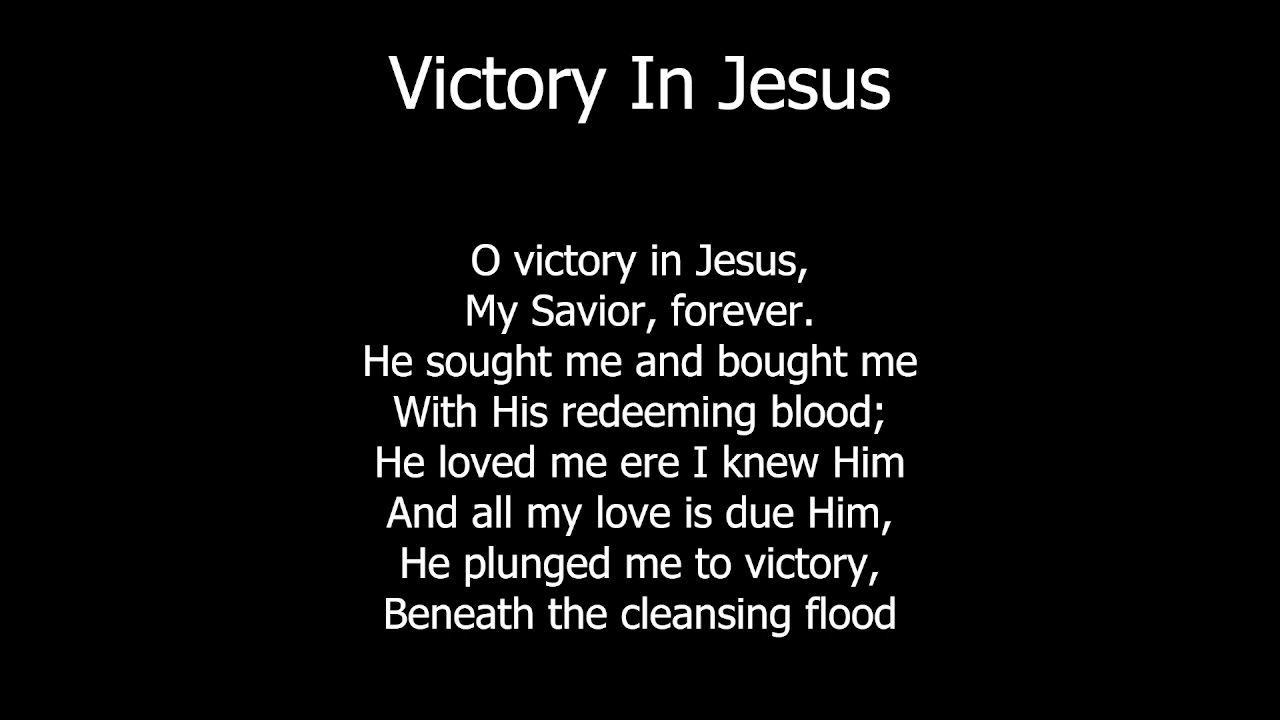 Victory In Jesus
O victory in Jesus,
My Savior, forever.
He sought me and bought me
With His redeeming blood;
He loved me ere I knew Him
And all my love is due Him,
He plunged me to victory,
Beneath the cleansing flood